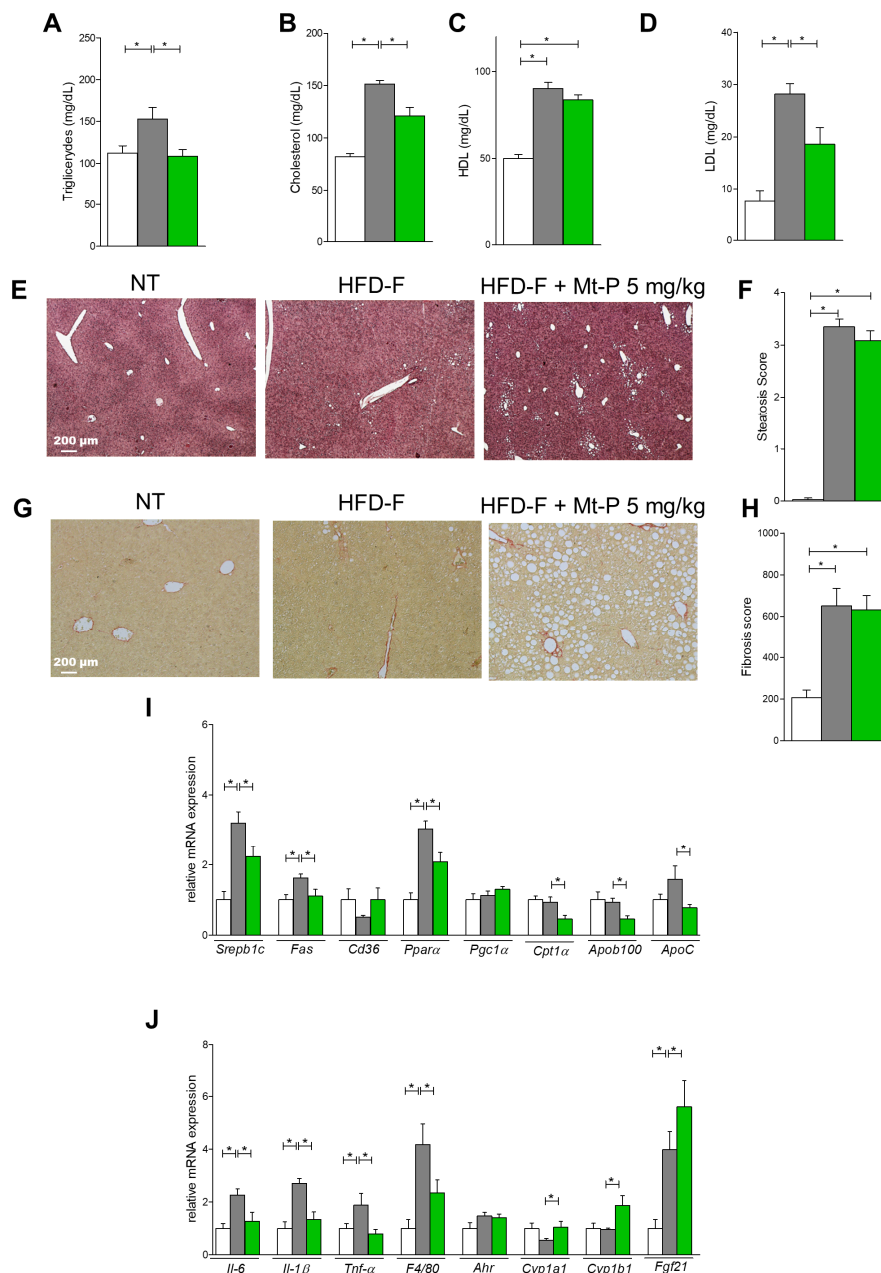 A
B
C
D
* *
* *
*
*
* *
Triglicerydes (mg/dL)
250
200
150
100
50
0
Cholesterol (mg/dL)
200
150
100
50
0
HDL (mg/dL)
100
50
0
LDL (mg/dL)
40
30
20
10
0
E
NT
HFD-F
HFD-F + Mt-P 5 mg/kg
200 µm
F
*
*
Steatosis Score
4
3
2
1
0
G
NT
HFD-F
HFD-F + Mt-P 5 mg/kg
200 µm
H
*
*
Fibrosis score
1000
800
600
400
200
0
I
relative mRNA expression
6
4
2
0
* *
* *
* *
*
*
*
Srepb1c Fas Cd36 Pparα Pgc1α Cpt1α Apob100 ApoC
J
relative mRNA expression
8
6
4
2
0
* *
* *
* *
* *
*
*
* *
Il-6 Il-1β Tnf-α F4/80 Ahr Cyp1a1 Cyp1b1 Fgf21